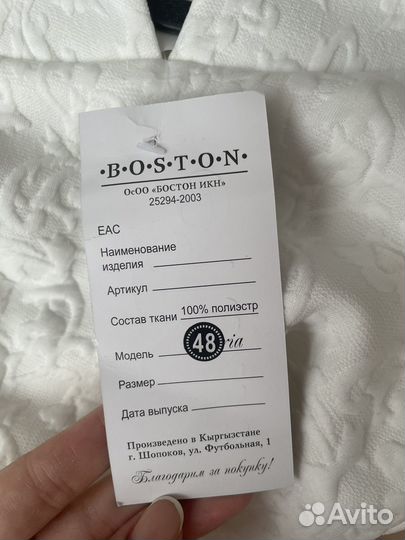 ·B·O·S·T·O·N·
ОсОО «БОСТОН ИКН»
25294-2003
ЕАС
Наименование
изделия
Артикул
Состав ткани 100% полиэстр
Модель 48
Размер
Дата выпуска
Произведено в Кыргызстане
г. Шопоков, ул. Футбольная, 1
Благодарим за покупку!
Avito